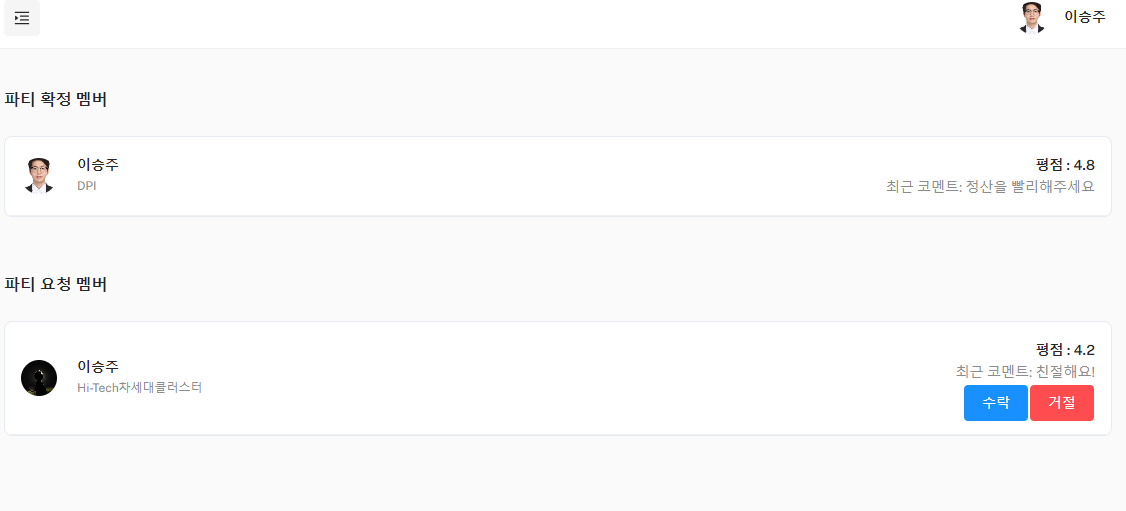 이승주
파티 확정 멤버
이승주
DPI
평점 : 4.8
최근 코멘트: 정산을 빨리해주세요
파티 요청 멤버
이승주
Hi-Tech자세대클러스터
평점 : 4.2
최근 코멘트: 친절해요!
수락
거절